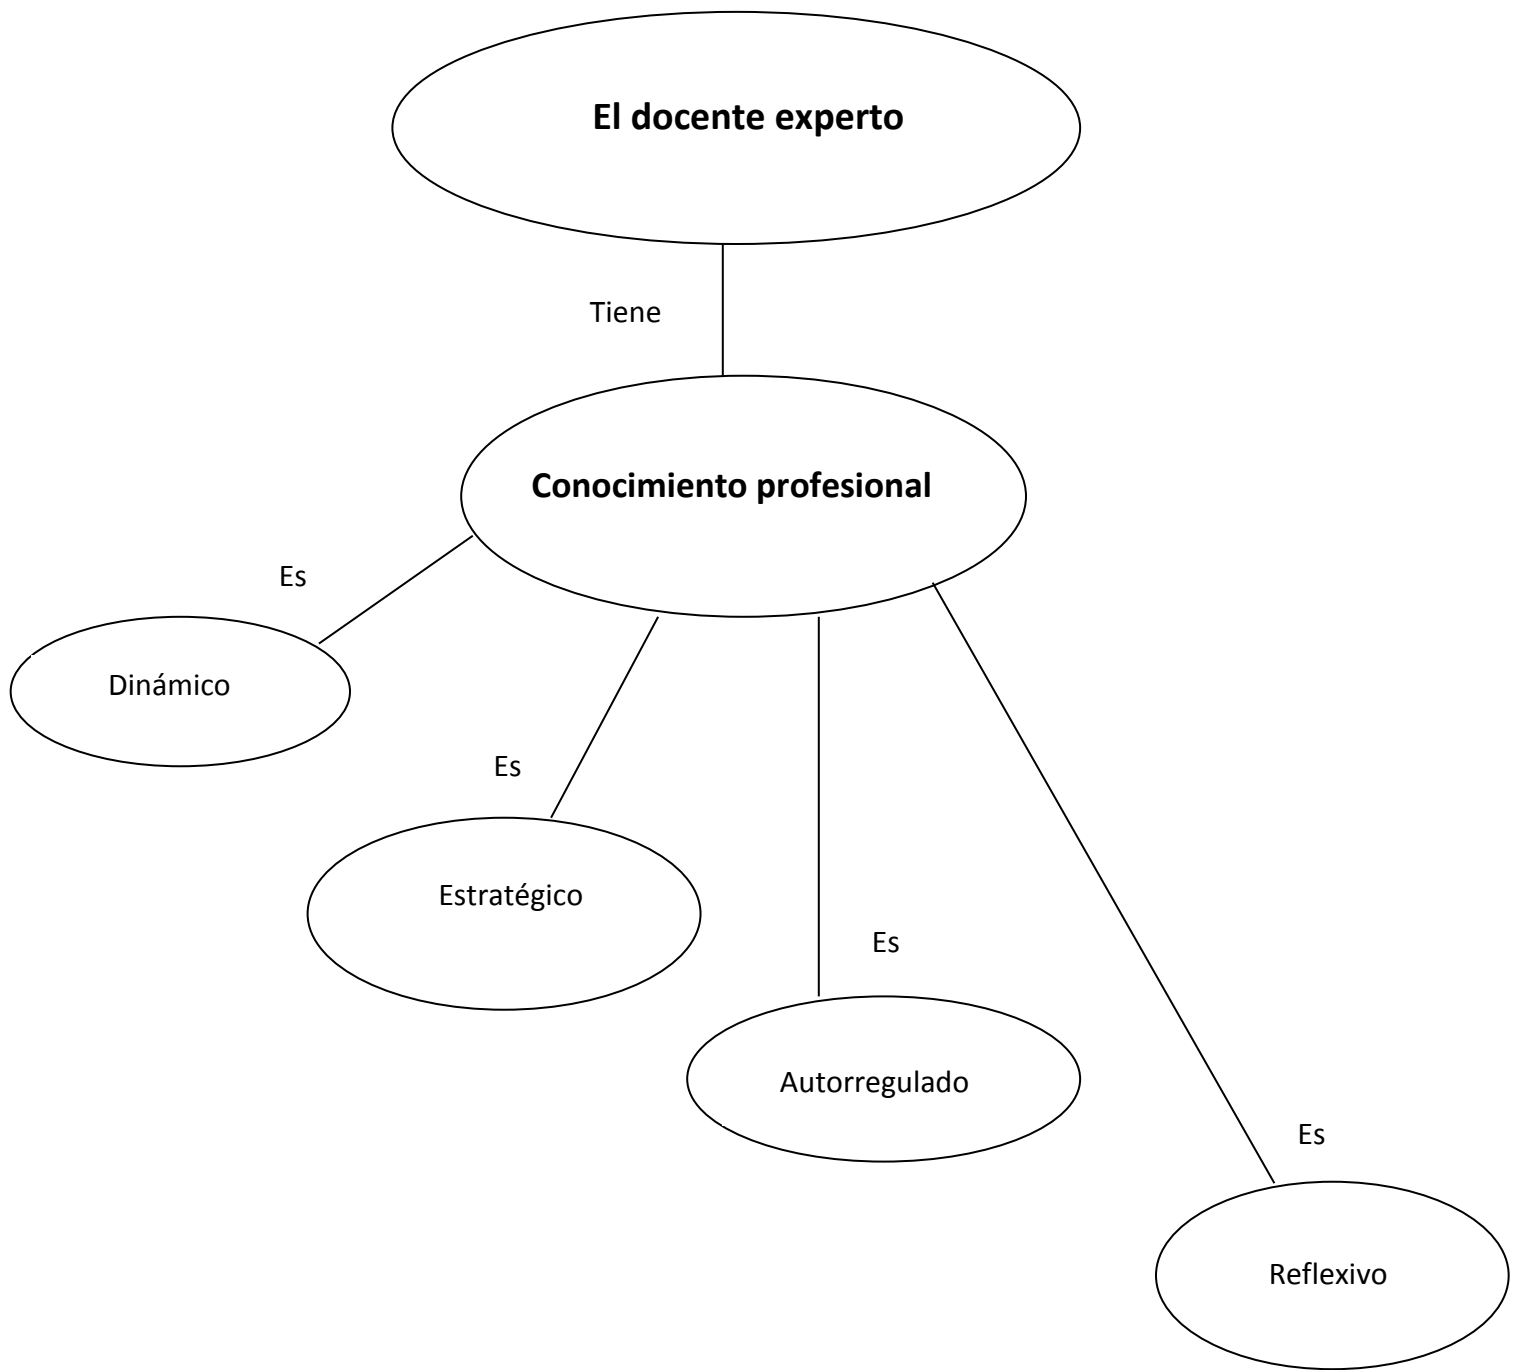 El docente experto
Tiene
Conocimiento profesional
Es
Dinámico
Es
Estratégico
Es
Autorregulado
Es
Reflexivo